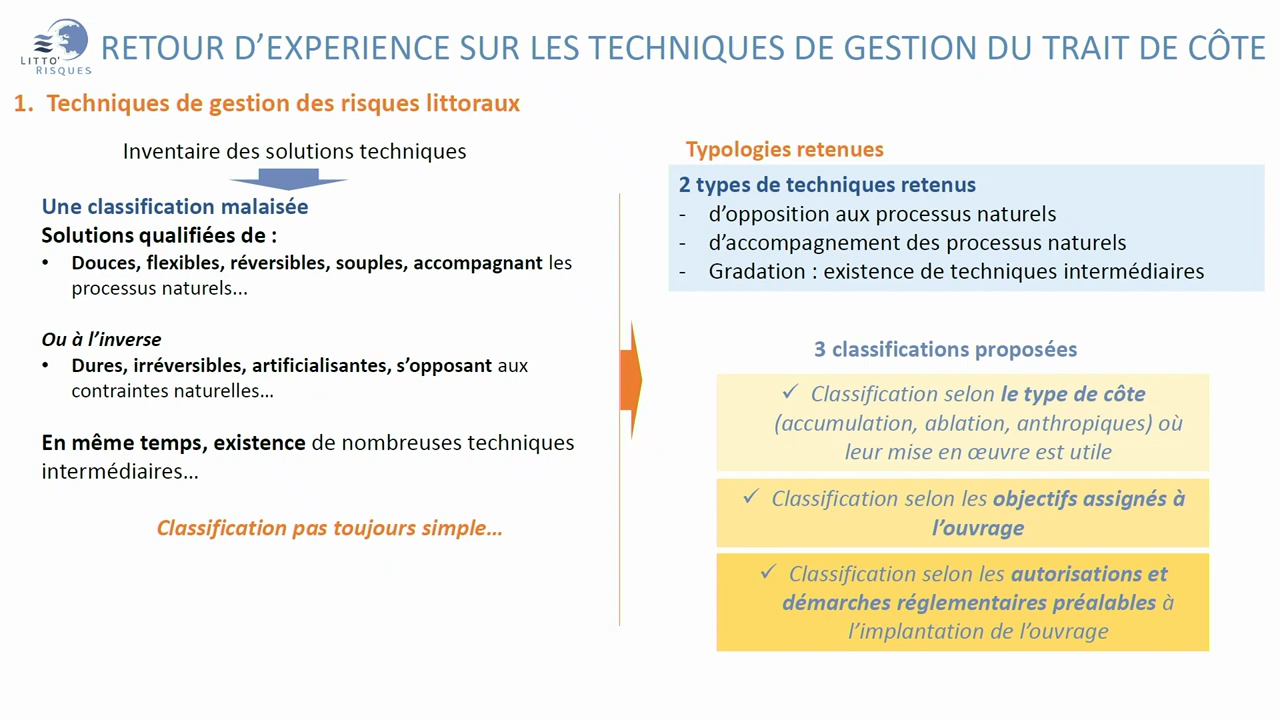 LITTO'
RISQUES
RETOUR D’EXPERIENCE SUR LES TECHNIQUES DE GESTION DU TRAIT DE CÔTE
1. Techniques de gestion des risques littoraux
Inventaire des solutions techniques
Une classification malaisée
Solutions qualifiées de :
• Douces, flexibles, réversibles, souples, accompagnant les
processus naturels...
Ou à l’inverse
• Dures, irréversibles, artificialisantes, s’opposant aux
contraintes naturelles…
En même temps, existence de nombreuses techniques
intermédiaires…
Classification pas toujours simple…
Typologies retenues
2 types de techniques retenus
- d’opposition aux processus naturels
- d’accompagnement des processus naturels
- Gradation : existence de techniques intermédiaires
3 classifications proposées
✓ Classification selon le type de côte
(accumulation, ablation, anthropiques) où
leur mise en œuvre est utile
✓ Classification selon les objectifs assignés à
l’ouvrage
✓ Classification selon les autorisations et
démarches réglementaires préalables à
l’implantation de l’ouvrage